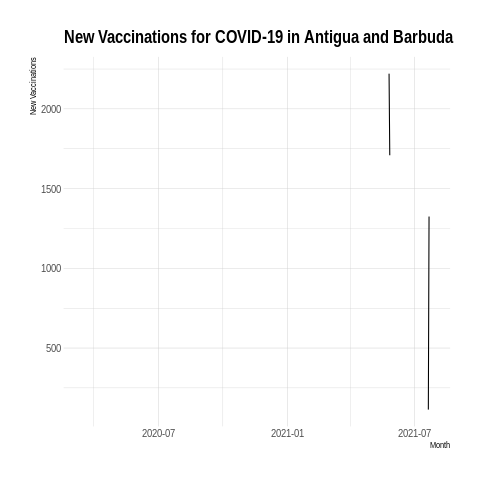 New Vaccinations for COVID-19 in Antigua and Barbuda
New Vaccinations
2000
1500
1000
500
2020-07
2021-01
2021-07
Month